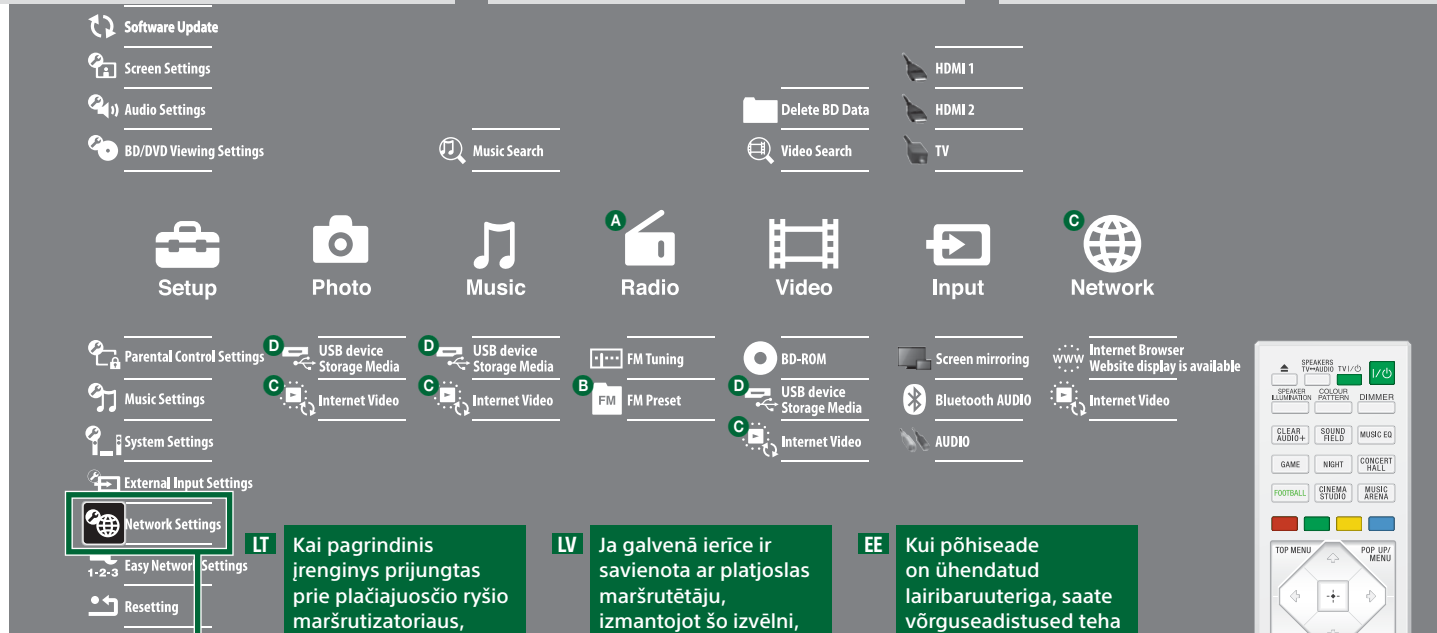 Software Update
Screen Settings
Audio Settings
BD/DVD Viewing Settings
Music Search
Delete BD Data
Video Search
HDMI 1
HDMI 2
TV
Setup
Photo
Music
A
Radio
Video
Input
C
Network
Parental Control Settings
Music Settings
System Settings
External Input Settings
Network Settings
1-2-3
Easy Network Settings
Resetting
D
USB device
Storage Media
C
Internet Video
D
USB device
Storage Media
C
Internet Video
FM Tuning
B
FM
FM Preset
BD-ROM
D
USB device
Storage Media
C
Internet Video
Screen mirroring
Bluetooth AUDIO
AUDIO
www
Internet Browser
Website display is available
Internet Video
LT
Kai pagrindinis
įrenginys prijungtas
prie plačiajuosčio ryšio
maršrutizatoriaus,
LV
Ja galvenā ierīce ir
savienota ar platjoslas
maršrutētāju,
izmantojot šo izvēlni,
EE
Kui põhiseade
on ühendatud
lairibaruuteriga, saate
võrguseadistused teha
SPEAKERS
TV↔AUDIO
TV I/⏻
I/⏻
SPEAKER
ILLUMINATION
COLOUR
PATTERN
DIMMER
CLEAR
AUDIO+
SOUND
FIELD
MUSIC EQ
GAME
NIGHT
CONCERT
HALL
FOOTBALL
CINEMA
STUDIO
MUSIC
ARENA
TOP MENU
POP UP/
MENU